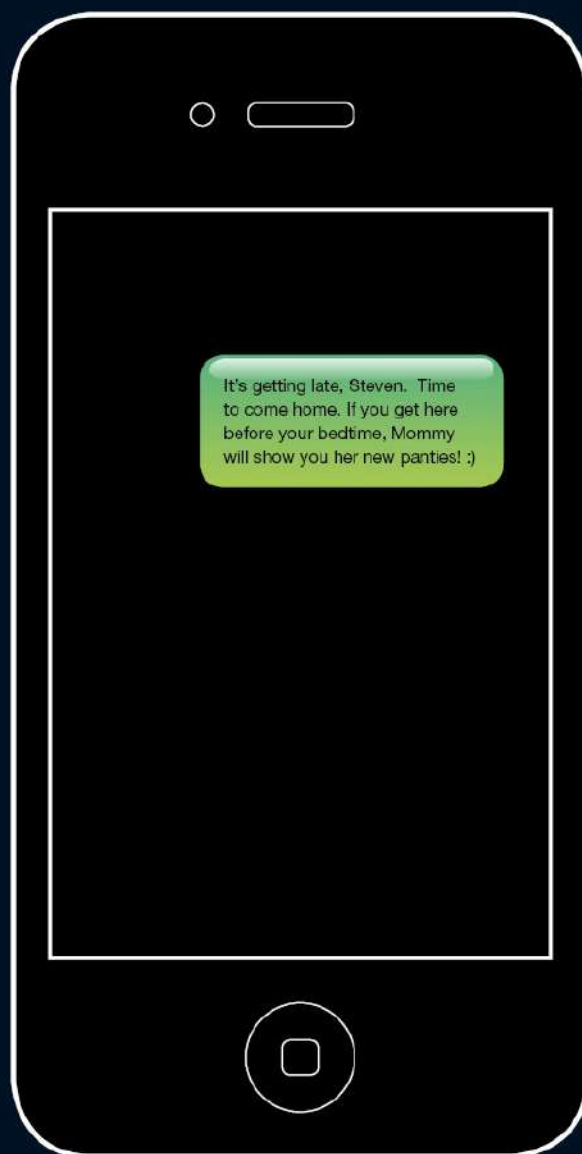 It's getting late, Steven.  Time
to come home. If you get here
before your bedtime, Mommy
will show you her new panties! :)